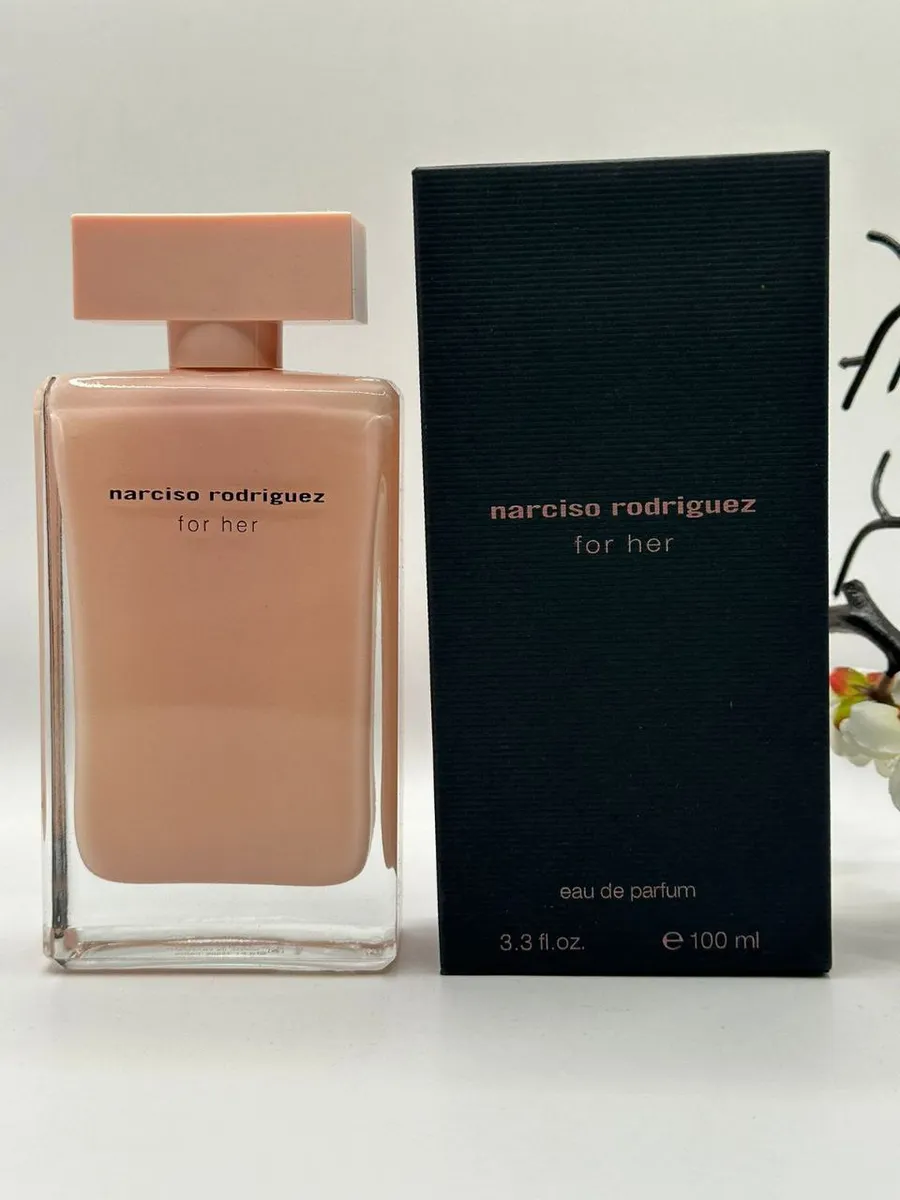 narciso rodriguez
for her
narciso rodriguez
for her
eau de parfum
3.3 fl.oz. ℮ 100 ml